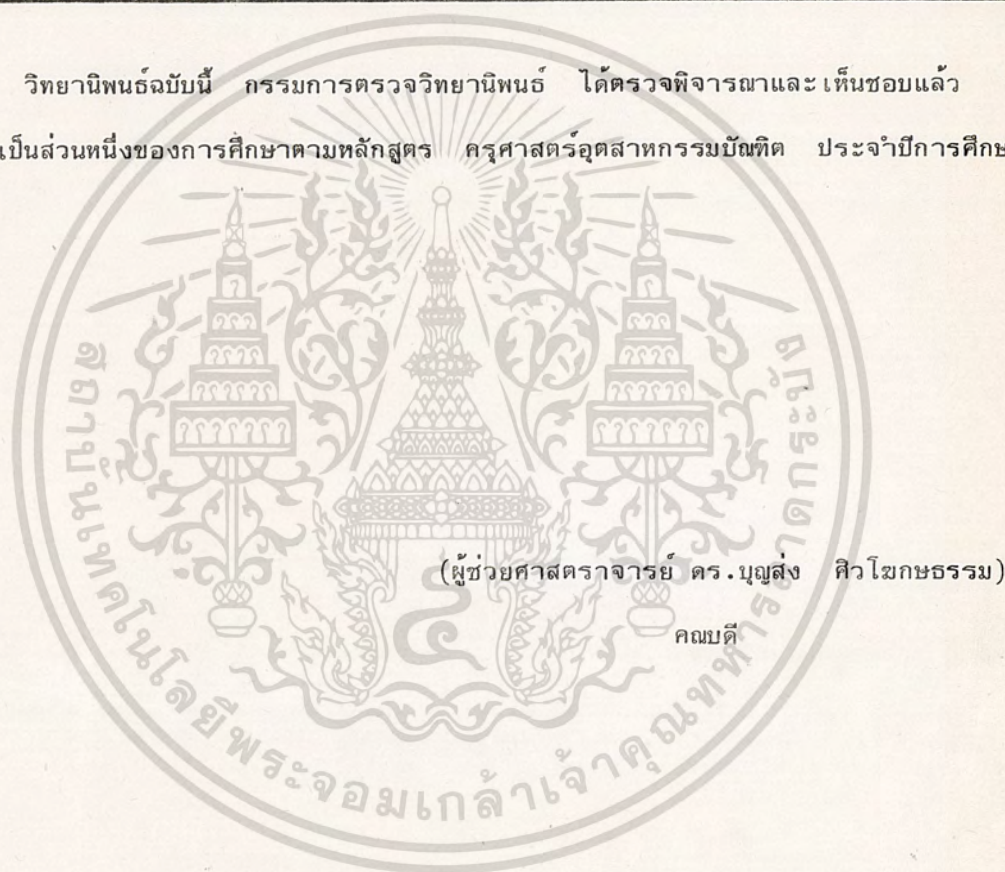 วิทยานิพนธ์ฉบับนี้ กรรมการตรวจวิทยานิพนธ์ ได้ตรวจพิจารณาและเห็นชอบแล้ว
เป็นส่วนหนึ่งของการศึกษาตามหลักสูตร ครุศาสตร์อุตสาหกรรมบัณฑิต ประจำปีการศึกษ
(ผู้ช่วยศาสตราจารย์ ดร.บุญส่ง ศิวโฆกษธรรม)
คณบดี
สถาบันเทคโนโลยีพระจอมเกล้าเจ้าคุณทหารลาดกระบัง
๔